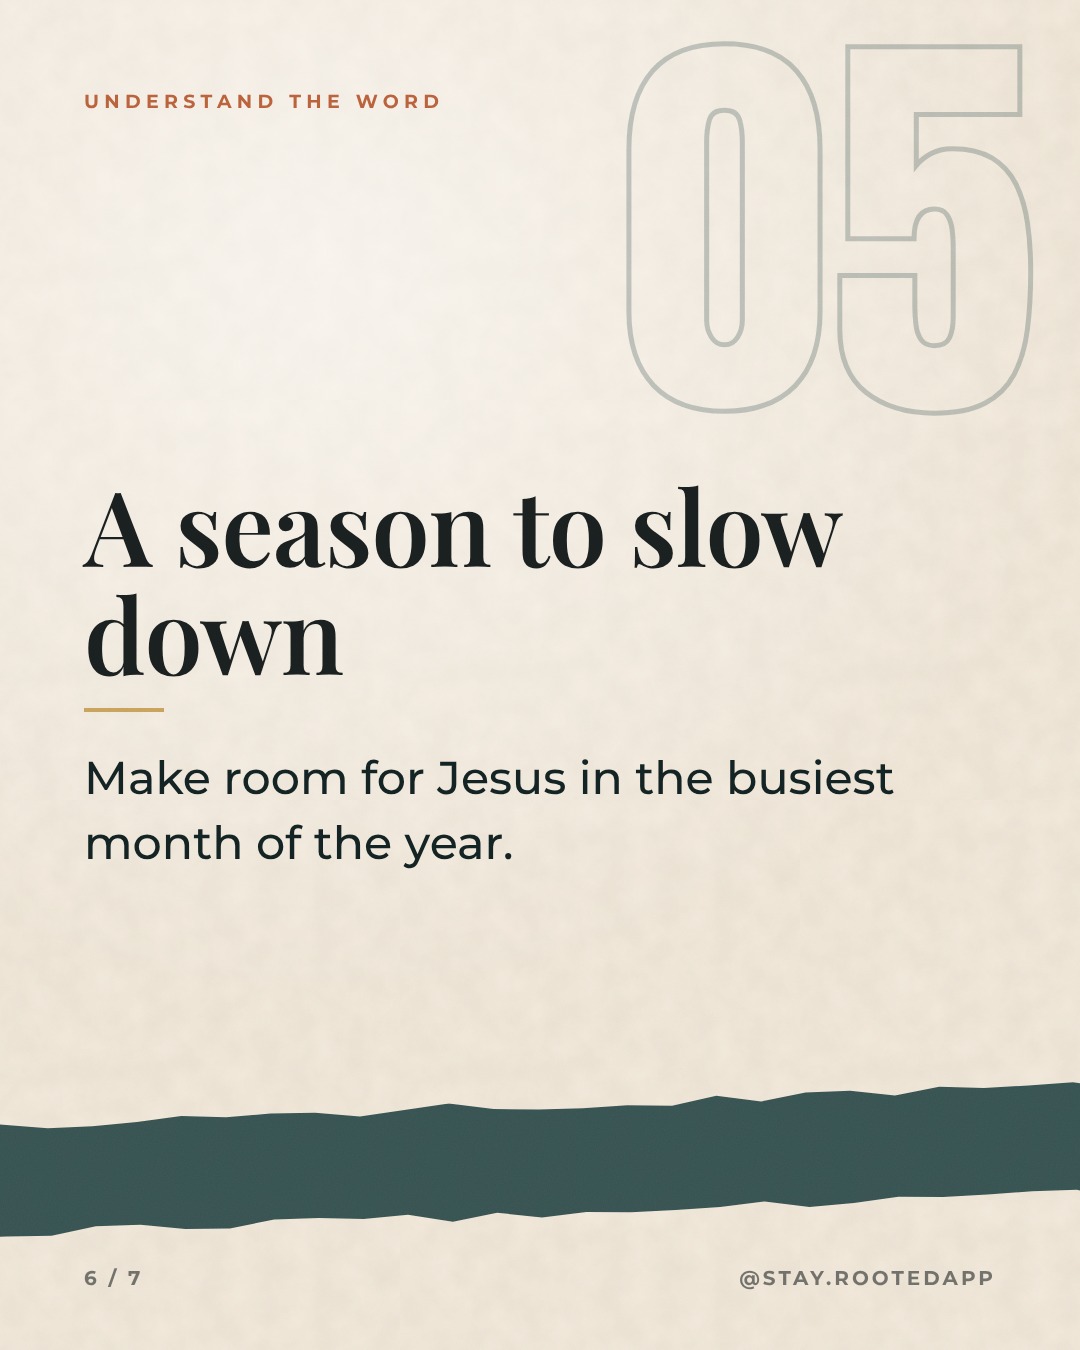 UNDERSTAND THE WORD
05
A season to slow
down
Make room for Jesus in the busiest
month of the year.
6 / 7
@STAY.ROOTEDAPP